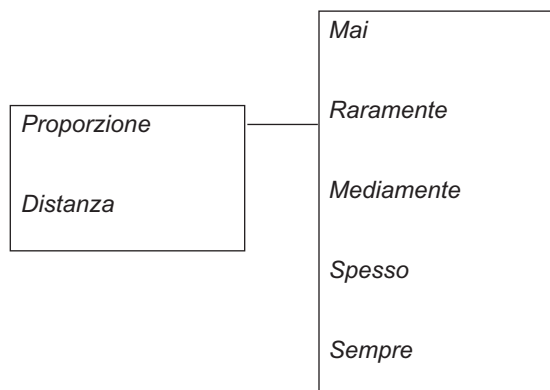 Proporzione
Distanza
Mai
Raramente
Mediamente
Spesso
Sempre